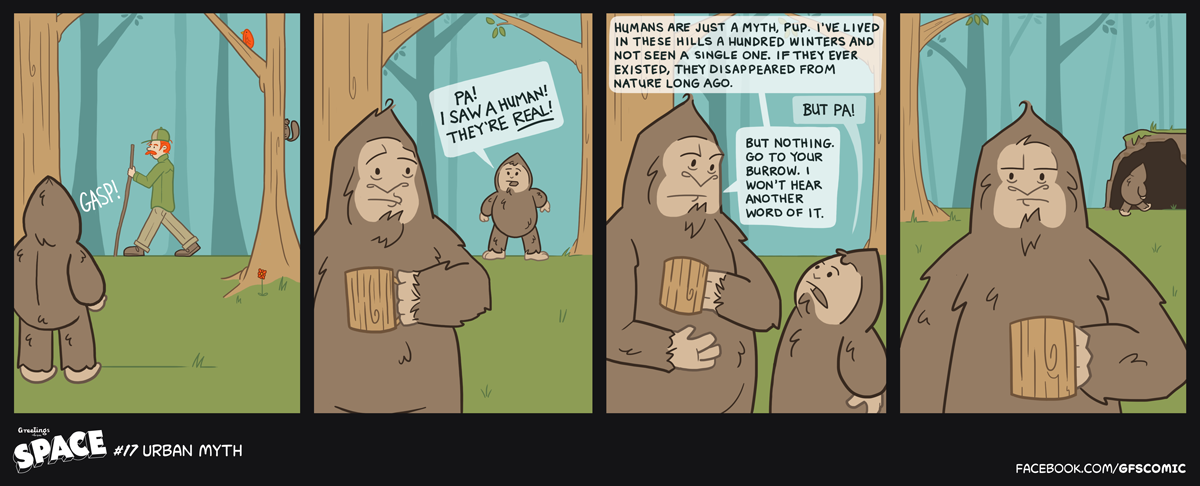 GASP!
PA!
I SAW A HUMAN!
THEY'RE REAL!
HUMANS ARE JUST A MYTH, PUP. I'VE LIVED
IN THESE HILLS A HUNDRED WINTERS AND
NOT SEEN A SINGLE ONE. IF THEY EVER
EXISTED, THEY DISAPPEARED FROM
NATURE LONG AGO.
BUT PA!
BUT NOTHING.
GO TO YOUR
BURROW. I
WON'T HEAR
ANOTHER
WORD OF IT.
Greetings
from
SPACE
#17 URBAN MYTH
FACEBOOK.COM/GFSCOMIC